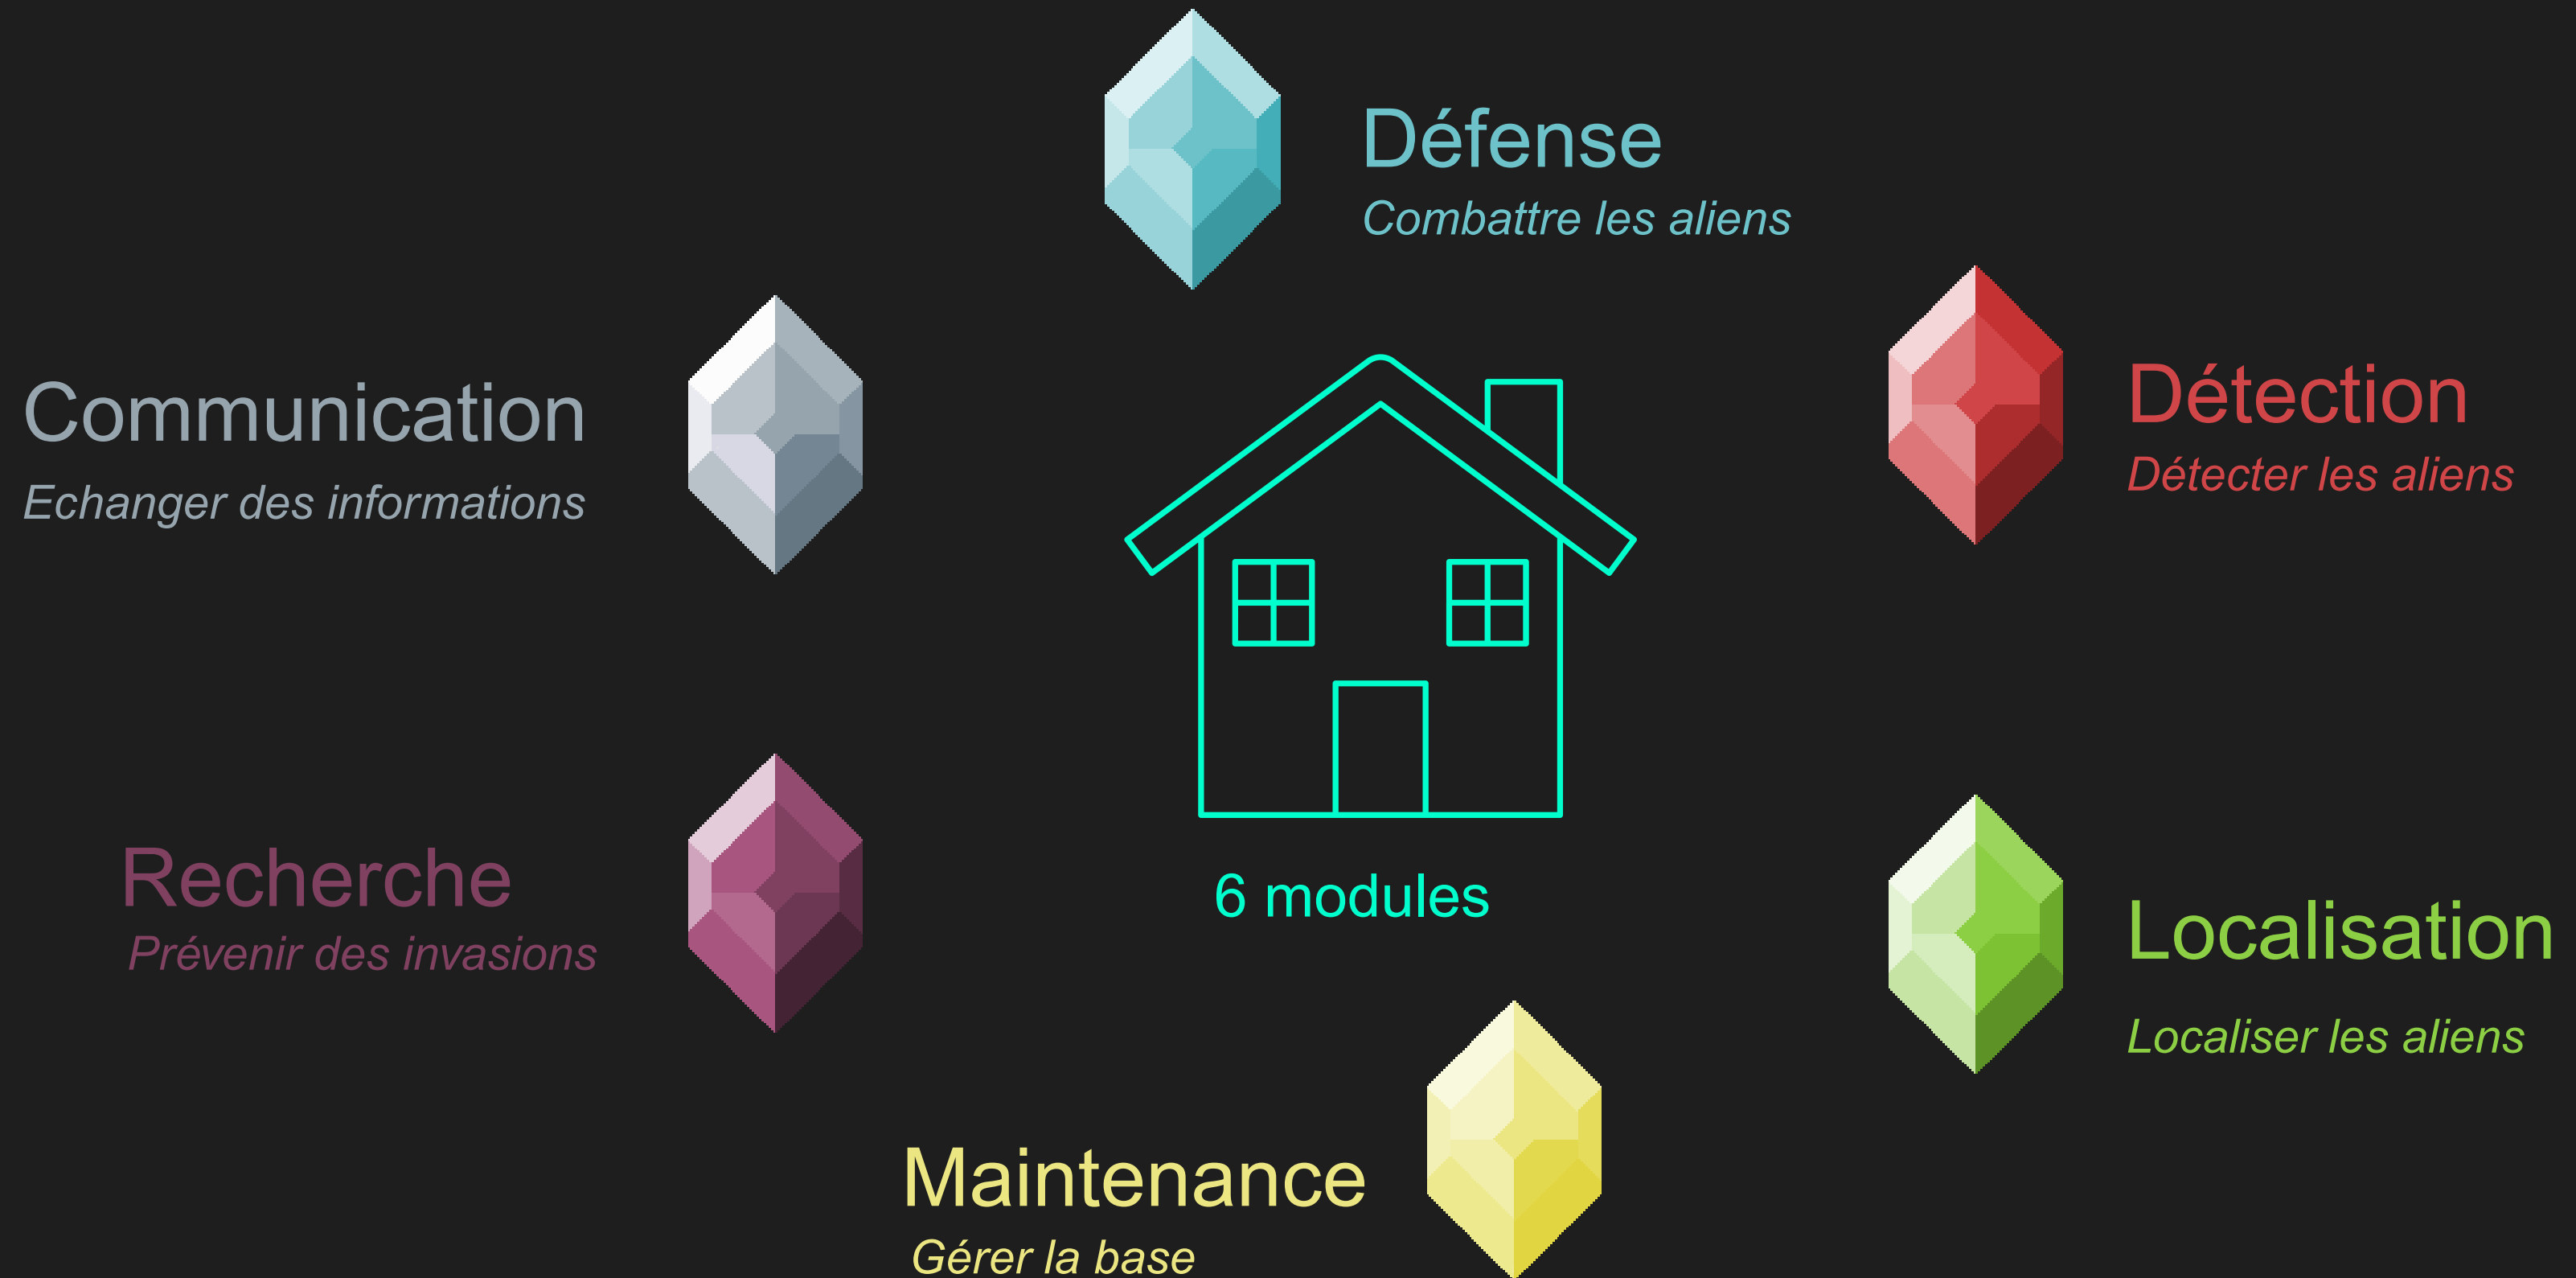 Défense
Combattre les aliens
Communication
Echanger des informations
Détection
Détecter les aliens
Recherche
Prévenir des invasions
6 modules
Localisation
Localiser les aliens
Maintenance
Gérer la base